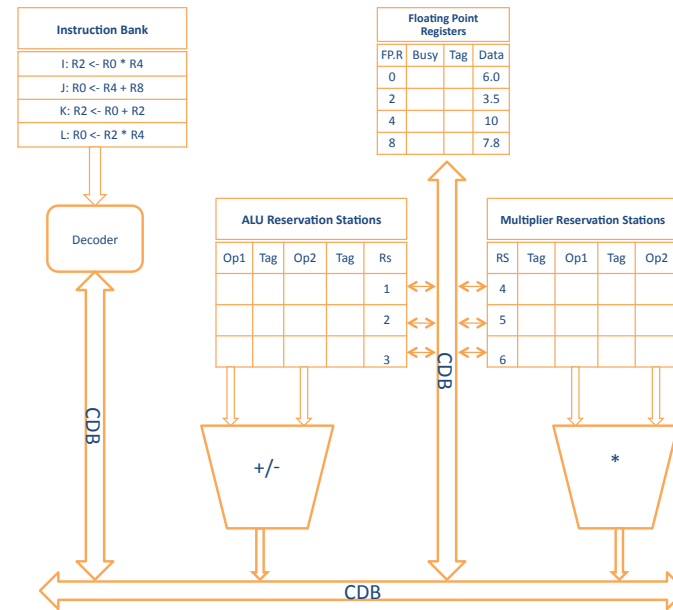 Instruction Bank
I: R2 <- R0 * R4
J: R0 <- R4 + R8
K: R2 <- R0 + R2
L: R0 <- R2 * R4
Decoder
CDB
Floating Point
Registers
FP.R Busy Tag Data
0 6.0
2 3.5
4 10
8 7.8
ALU Reservation Stations
Op1 Tag Op2 Tag Rs
1
2
3
CDB
Multiplier Reservation Stations
RS Tag Op1 Tag Op2
4
5
6
+/-
*
CDB